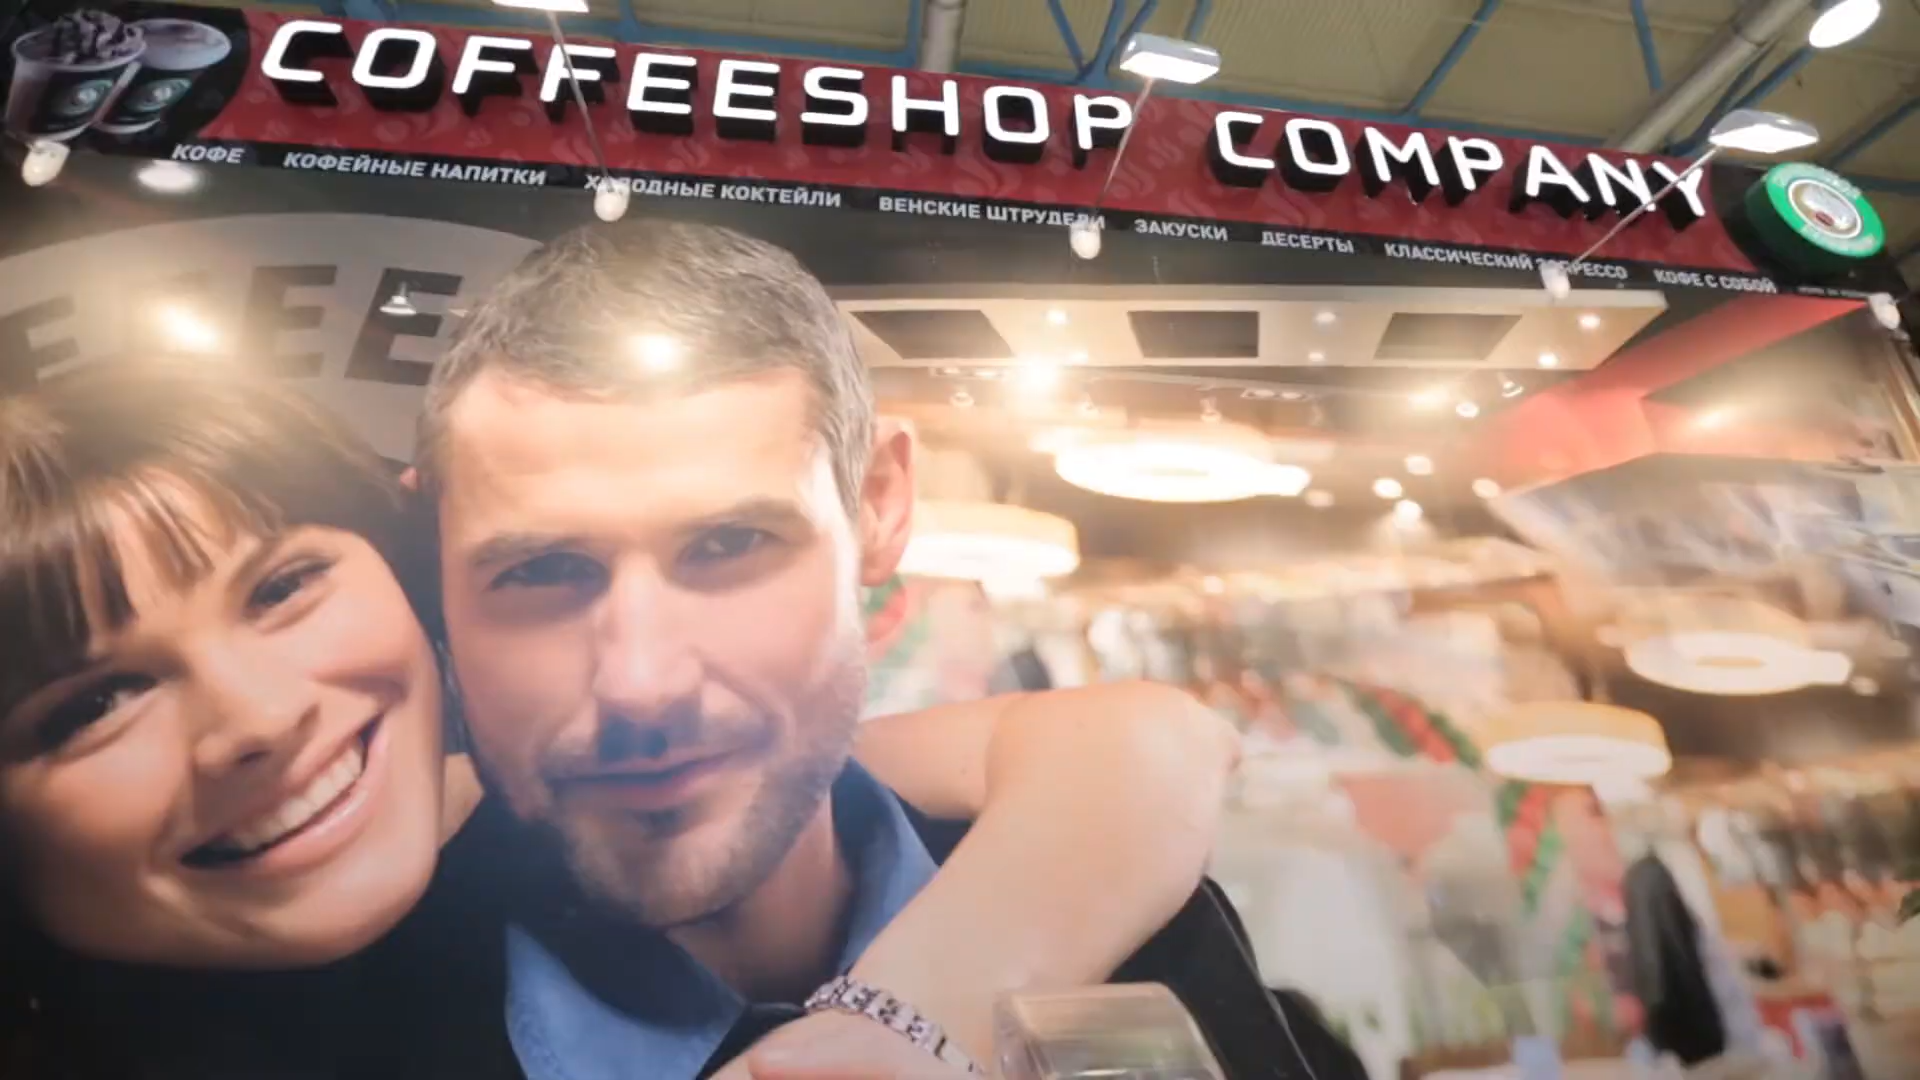 COFFEESHOP COMPANY
КОФЕ КОФЕЙНЫЕ НАПИТКИ ХОЛОДНЫЕ КОКТЕЙЛИ ВЕНСКИЕ ШТРУДЕЛИ ЗАКУСКИ ДЕСЕРТЫ КЛАССИЧЕСКИЙ ЭСПРЕССО КОФЕ С СОБОЙ